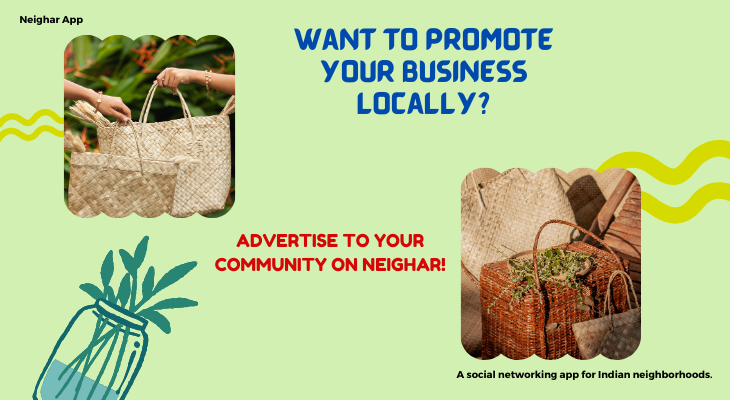 Neighar App
WANT TO PROMOTE
YOUR BUSINESS
LOCALLY?
ADVERTISE TO YOUR
COMMUNITY ON NEIGHAR!
A social networking app for Indian neighborhoods.